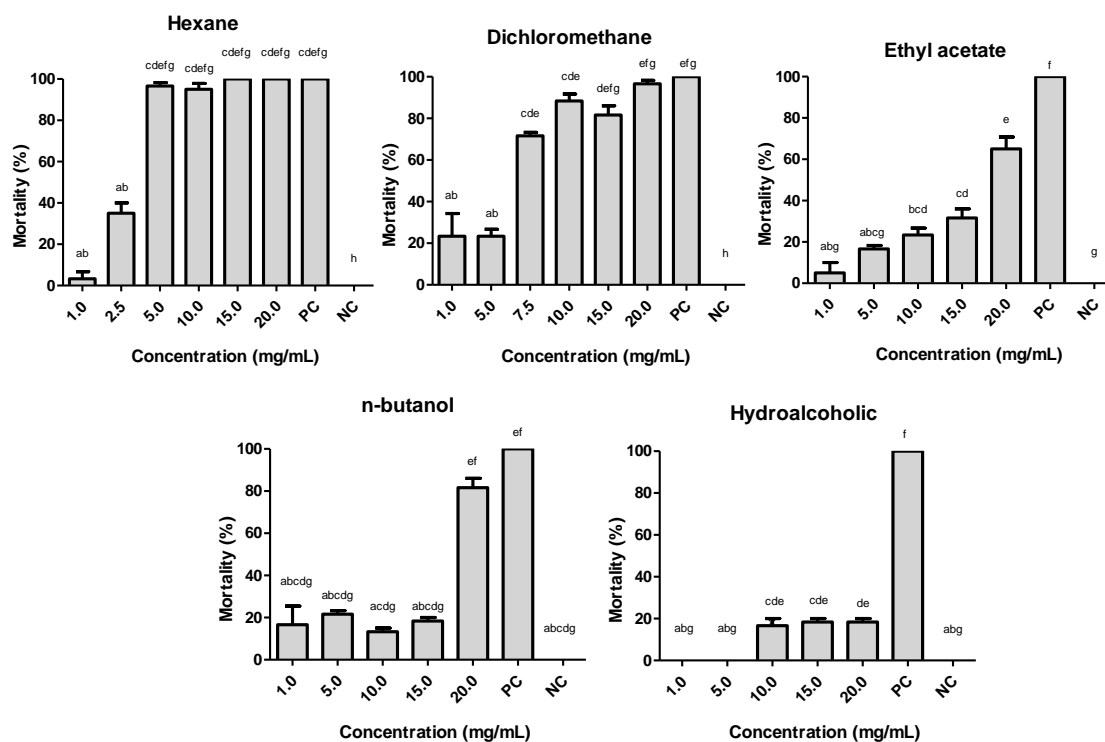 Hexane
cdefg cdefg cdefg
cdefg cdefg
ab
ab
h
Mortality (%)
100
80
60
40
20
0
1.0 2.5 5.0 10.0 15.0 20.0 PC NC
Concentration (mg/mL)
Dichloromethane
efg efg
cde
defg
cde
ab ab
h
Mortality (%)
100
80
60
40
20
0
1.0 5.0 7.5 10.0 15.0 20.0 PC NC
Concentration (mg/mL)
Ethyl acetate
f
e
cd
bcd
abcg
abg
g
Mortality (%)
100
80
60
40
20
0
1.0 5.0 10.0 15.0 20.0 PC NC
Concentration (mg/mL)
n-butanol
ef
ef
abcdg abcdg acdg abcdg
abcdg
Mortality (%)
100
80
60
40
20
0
1.0 5.0 10.0 15.0 20.0 PC NC
Concentration (mg/mL)
Hydroalcoholic
f
cde cde de
abg abg abg
Mortality (%)
100
80
60
40
20
0
1.0 5.0 10.0 15.0 20.0 PC NC
Concentration (mg/mL)